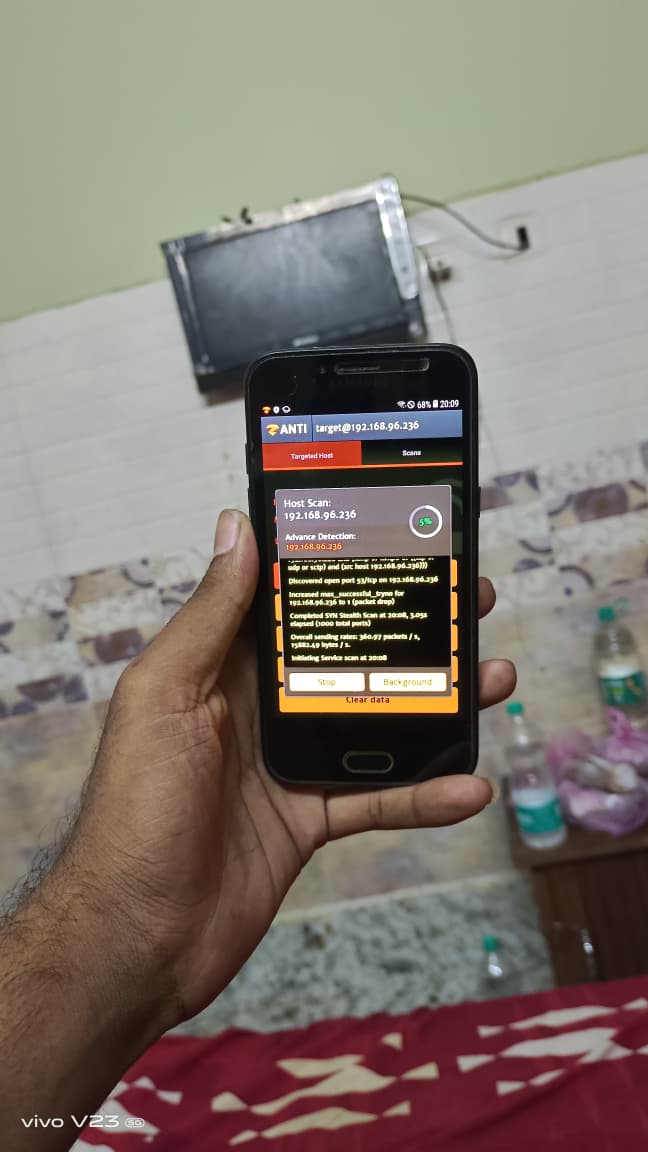 SAMSUNG
68% 20:09
ANTI target@192.168.96.236
Targeted Host Scans
Host Scan:
192.168.96.236
5%
Advance Detection:
192.168.96.236
udp or sctp) and (src host 192.168.96.236)))
Discovered open port 53/tcp on 192.168.96.236
Increased max_successful_tryno for
192.168.96.236 to 1 (packet drop)
Completed SYN Stealth Scan at 20:08, 3.05s
elapsed (1000 total ports)
Overall sending rates: 360.97 packets / s,
15882.49 bytes / s.
Initiating Service scan at 20:08
Stop Background
Clear data
vivo V23 5G